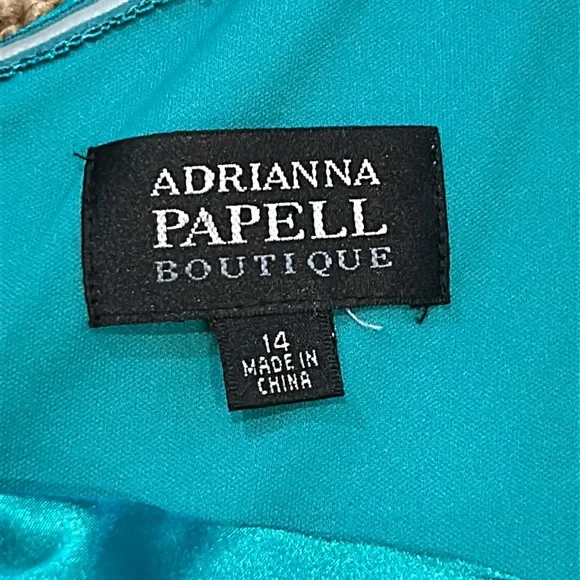 ADRIANNA
PAPELL
BOUTIQUE
14
MADE IN
CHINA